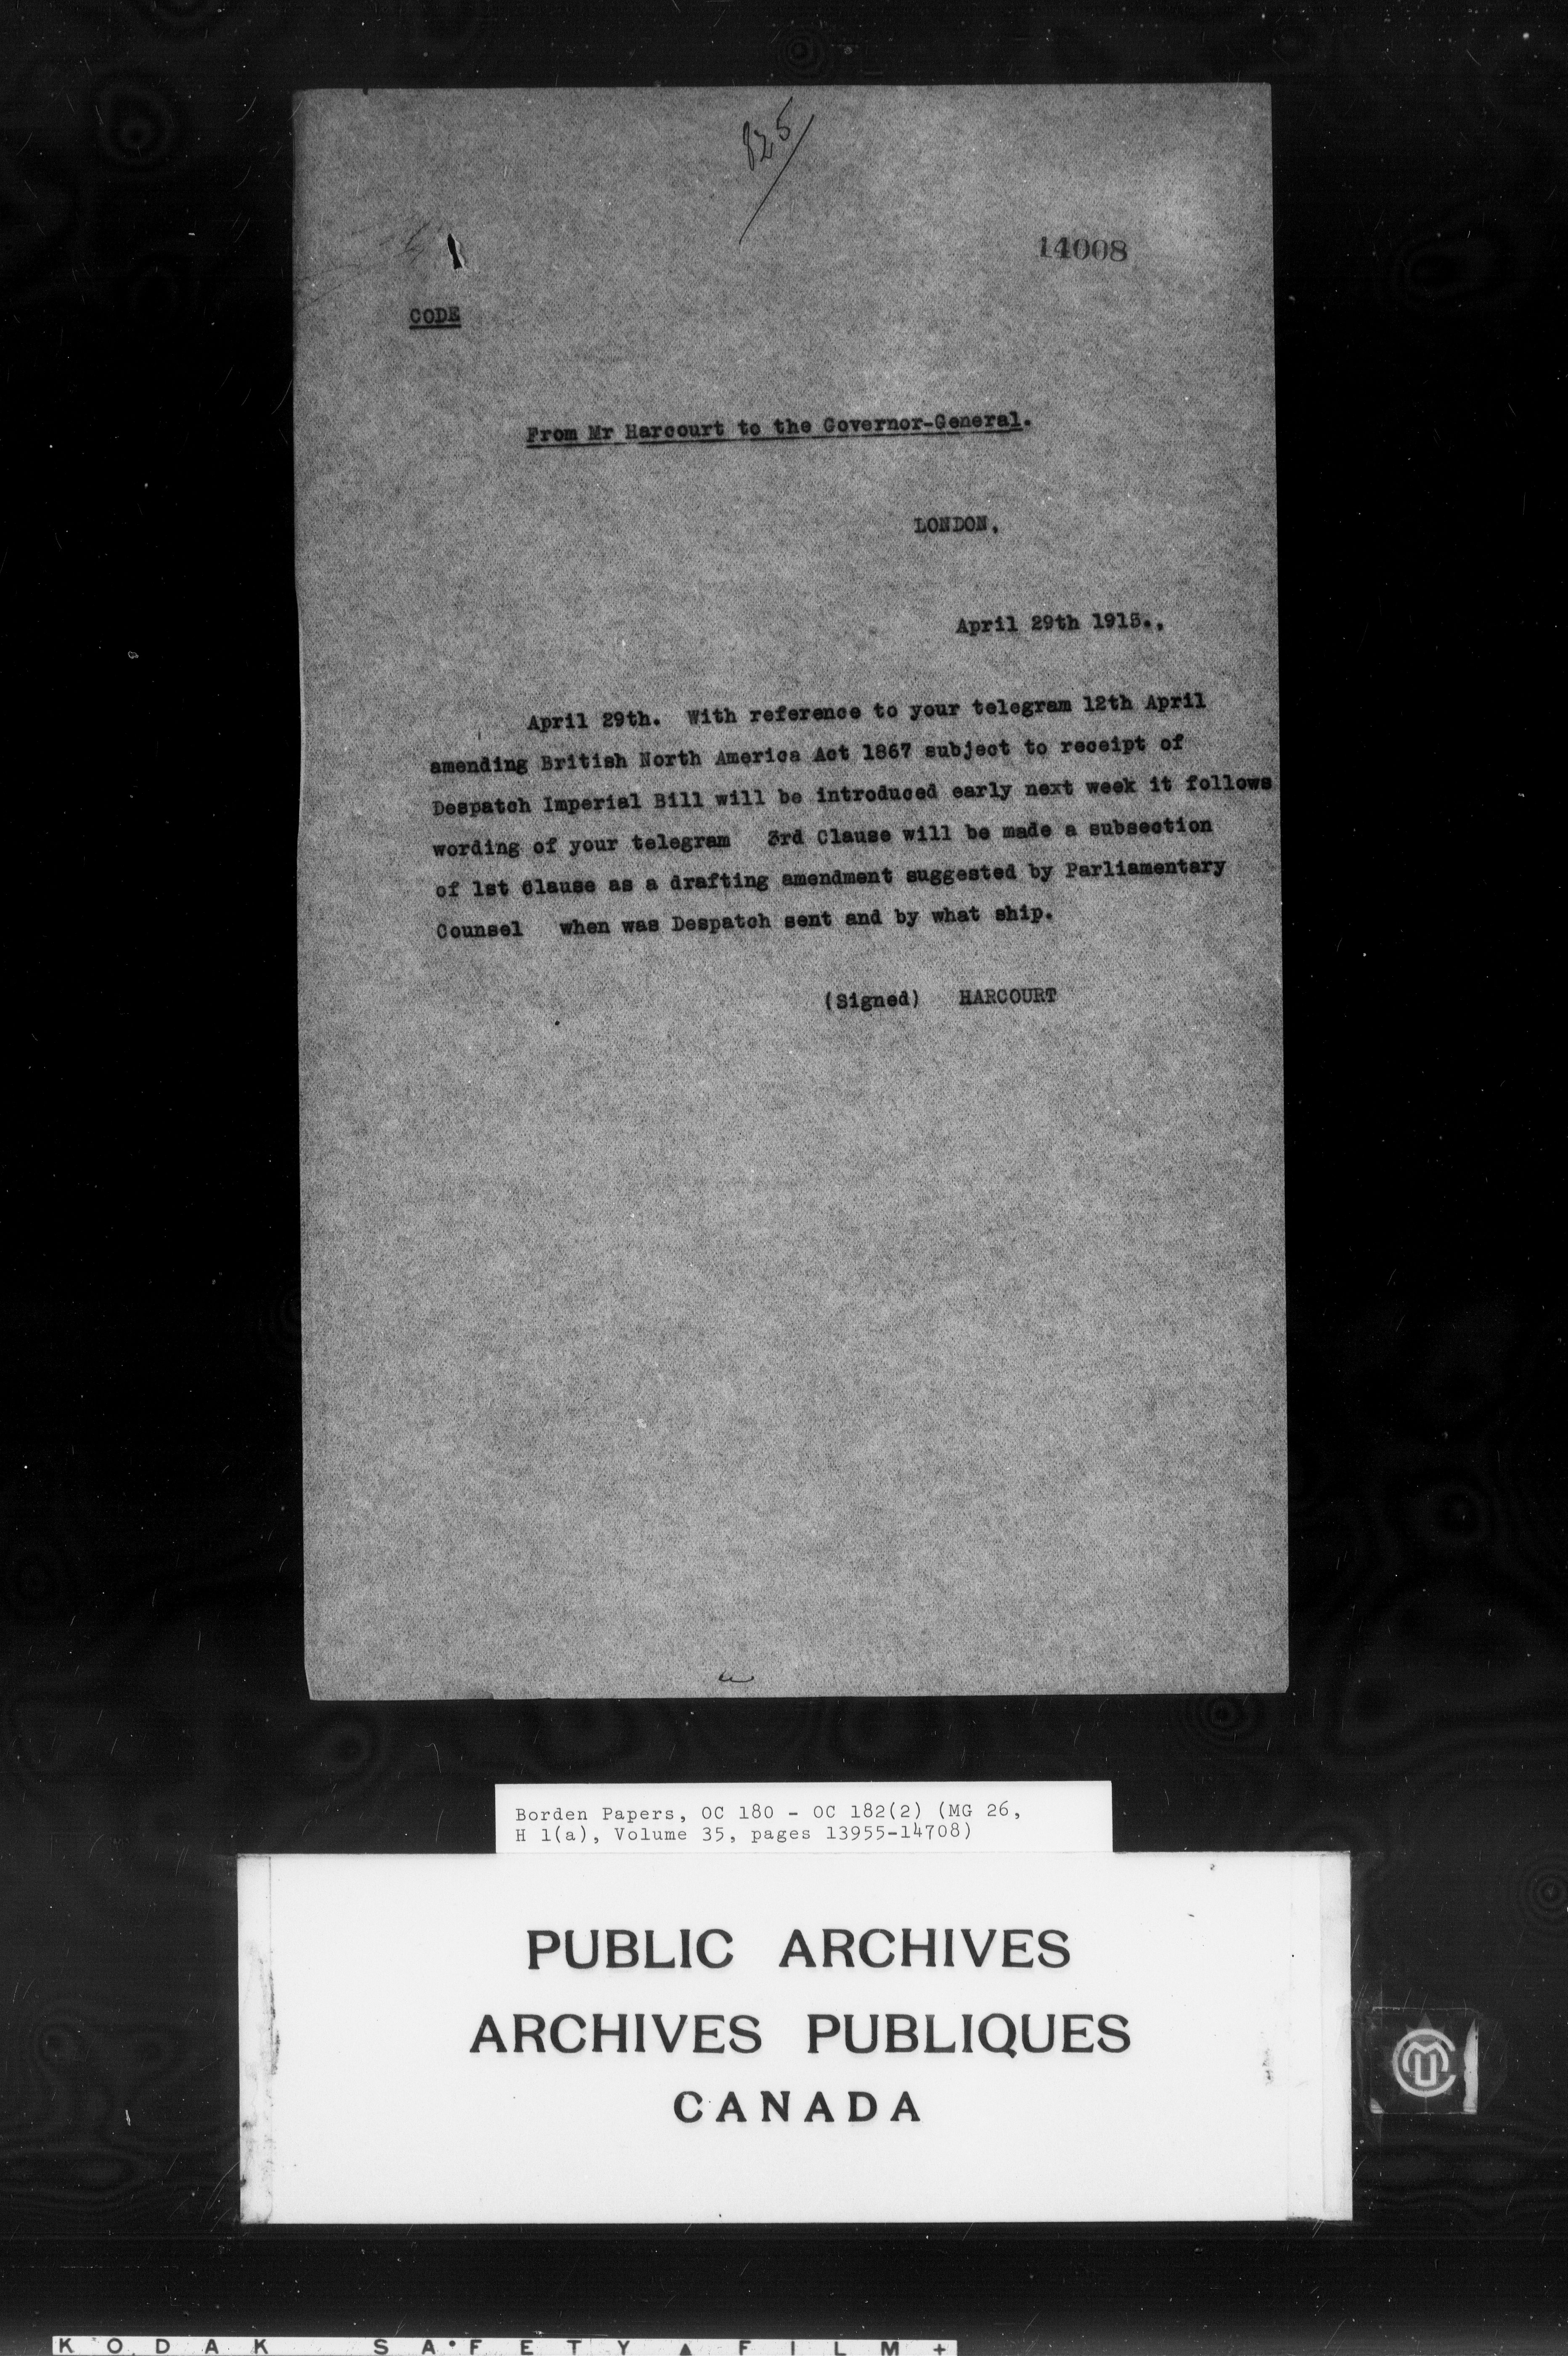 825
14008
CODE
From Mr Harcourt to the Governor-General.
LONDON.
April 29th 1915..
April 29th. With reference to your telegram 12th April
amending British North America Act 1867 subject to receipt of
Despatch Imperial Bill will be introduced early next week it follows
wording of your telegram 3rd Clause will be made a subsection
of 1st Clause as a drafting amendment suggested by Parliamentary
Counsel when was Despatch sent and by what ship.
(Signed) HARCOURT
Borden Papers, OC 180 - OC 182(2) (MG 26,
H 1(a), Volume 35, pages 13955-14708)
PUBLIC ARCHIVES
ARCHIVES PUBLIQUES
CANADA
KODAK SAFETY FILM